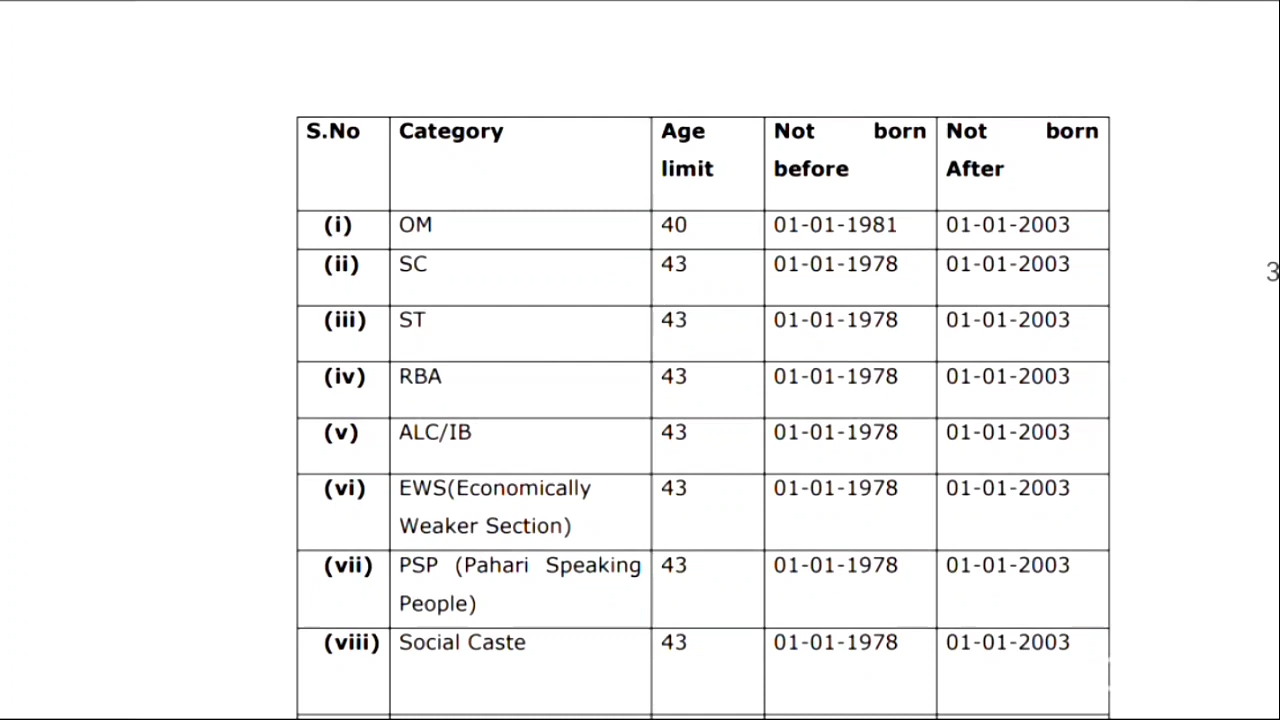 S.No Category Age limit Not born before Not born After
(i) OM 40 01-01-1981 01-01-2003
(ii) SC 43 01-01-1978 01-01-2003
3
(iii) ST 43 01-01-1978 01-01-2003
(iv) RBA 43 01-01-1978 01-01-2003
(v) ALC/IB 43 01-01-1978 01-01-2003
(vi) EWS(Economically Weaker Section) 43 01-01-1978 01-01-2003
(vii) PSP (Pahari Speaking People) 43 01-01-1978 01-01-2003
(viii) Social Caste 43 01-01-1978 01-01-2003